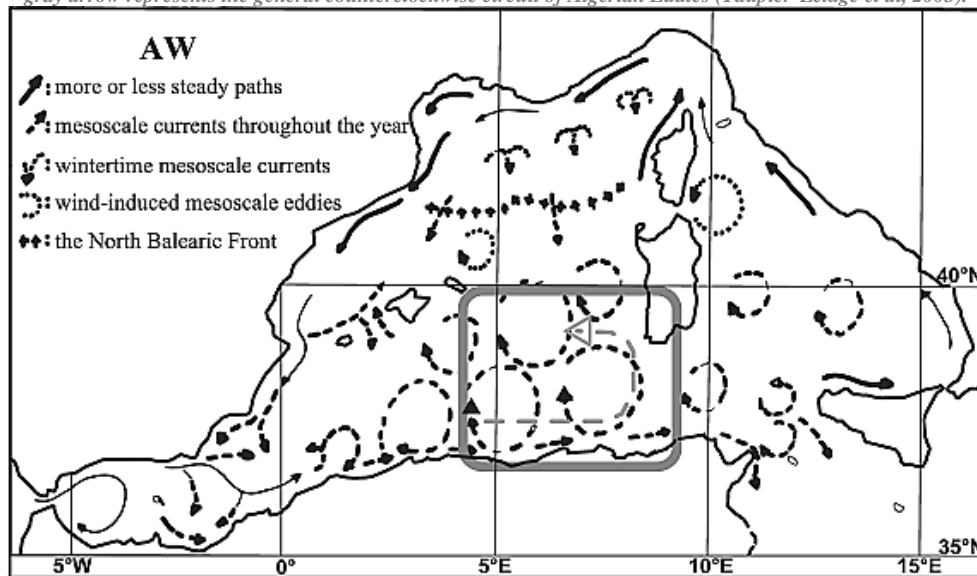 gray arrow represents the general counterclockwise circuit of Algerian Eddies (Taupier-Letage et al, 2003).
AW
: more or less steady paths
: mesoscale currents throughout the year
: wintertime mesoscale currents
: wind-induced mesoscale eddies
: the North Balearic Front
40°N
35°N
5°W
0°
5°E
10°E
15°E